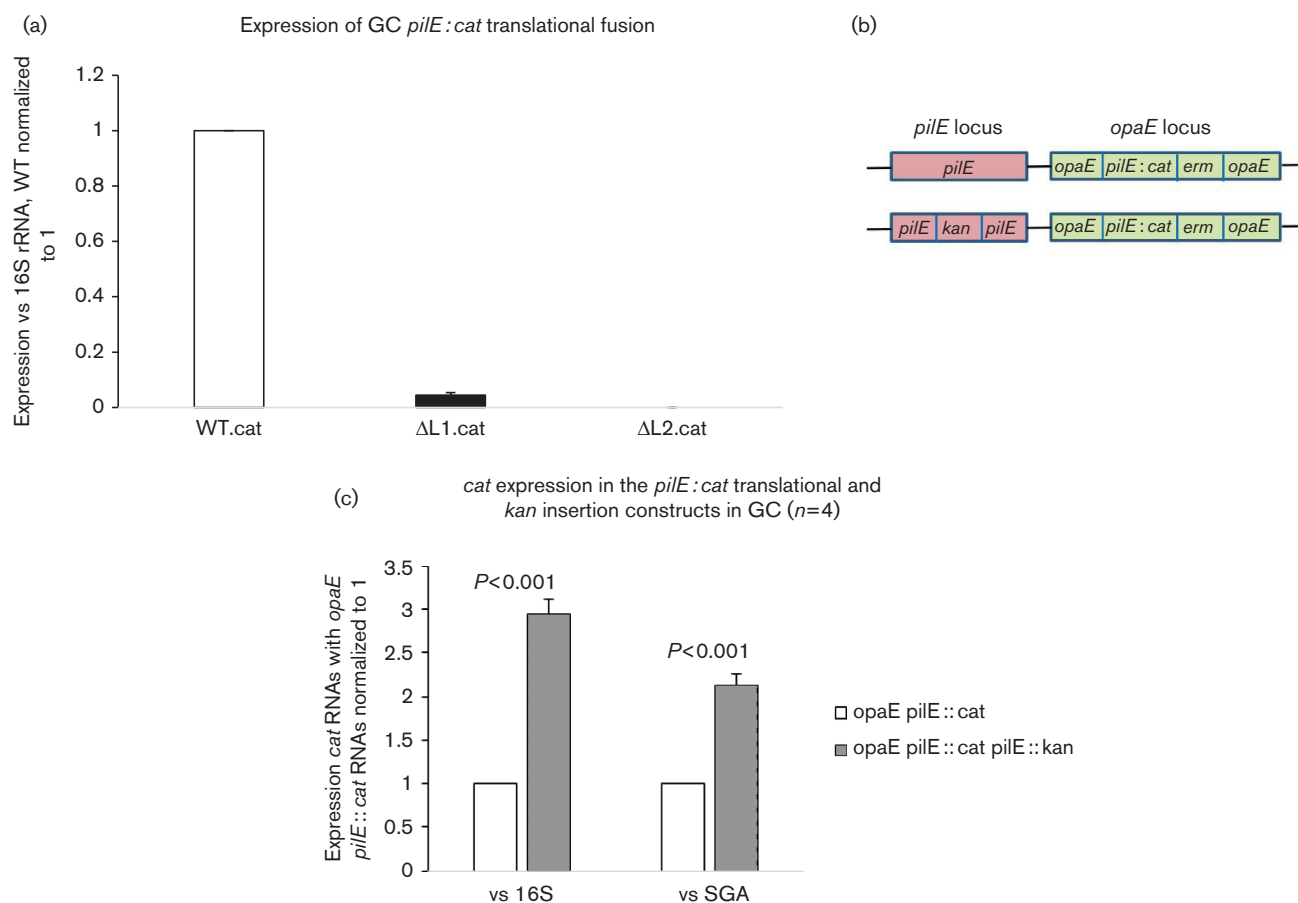 (a)
Expression of GC pilE:cat translational fusion
Expression vs 16S rRNA, WT normalized
to 1
1.2
1
0.8
0.6
0.4
0.2
0
WT.cat
ΔL1.cat
ΔL2.cat
(b)
pilE locus opaE locus
pilE opaE pilE:cat erm opaE
pilE kan pilE opaE pilE:cat erm opaE
(c)
cat expression in the pilE:cat translational and
kan insertion constructs in GC (n=4)
Expression cat RNAs with opaE
pilE::cat RNAs normalized to 1
3.5
3
2.5
2
1.5
1
0.5
0
P<0.001
P<0.001
vs 16S
vs SGA
opaE pilE::cat
opaE pilE::cat pilE::kan